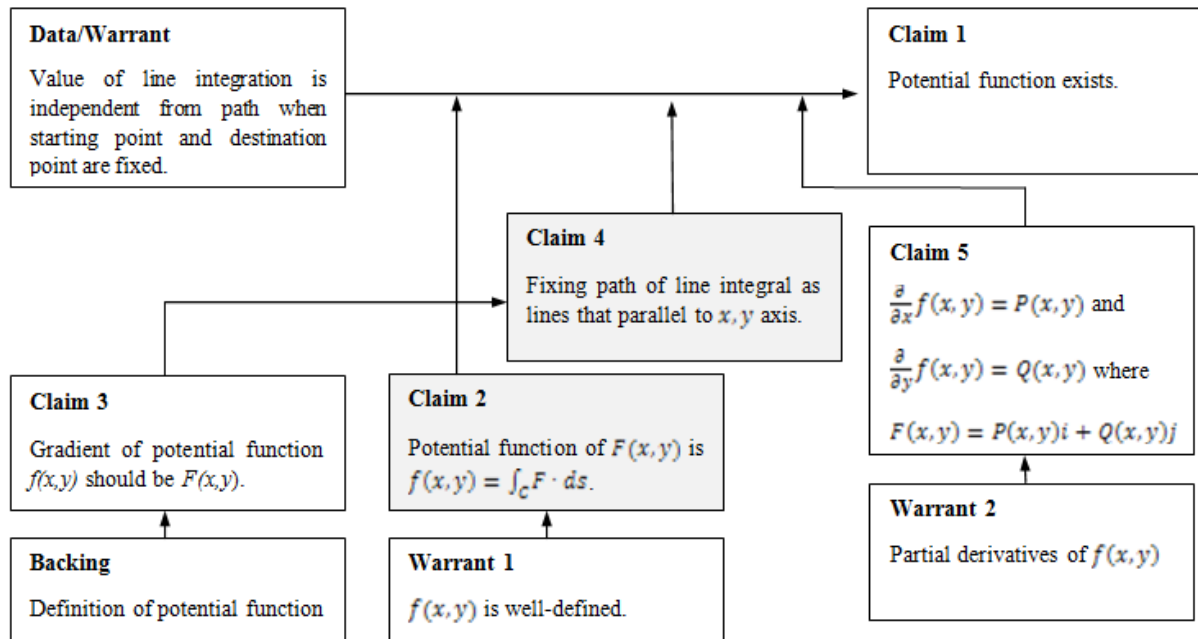 Data/Warrant
Value of line integration is
independent from path when
starting point and destination
point are fixed.
Claim 1
Potential function exists.
Claim 4
Fixing path of line integral as
lines that parallel to x, y axis.
Claim 5
∂/∂x f(x, y) = P(x, y) and
∂/∂y f(x, y) = Q(x, y) where
F(x, y) = P(x, y)i + Q(x, y)j
Claim 3
Gradient of potential function
f(x,y) should be F(x,y).
Claim 2
Potential function of F(x, y) is
f(x, y) = ∫_C F · ds.
Warrant 2
Partial derivatives of f(x, y)
Backing
Definition of potential function
Warrant 1
f(x, y) is well-defined.